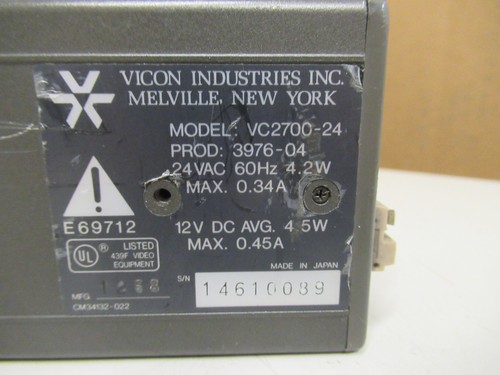 VICON INDUSTRIES INC.
MELVILLE, NEW YORK
MODEL: VC2700-24
PROD: 3976-04
24VAC 60Hz 4.2W
MAX. 0.34A
E69712
12V DC AVG. 4.5W
MAX. 0.45A
UL ® LISTED
439F VIDEO
EQUIPMENT
MADE IN JAPAN
S/N 14610089
MFG
CM34132-022